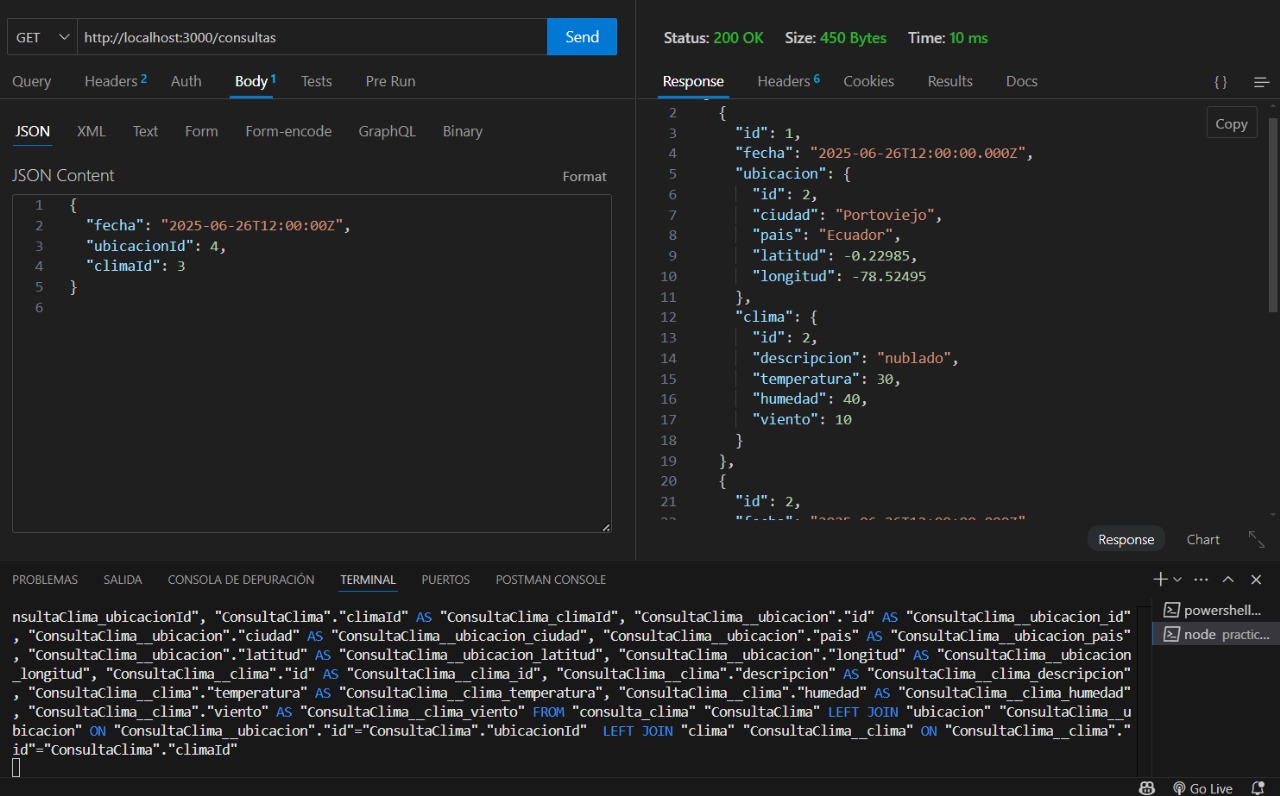 GET http://localhost:3000/consultas Send
Query Headers 2 Auth Body 1 Tests Pre Run
JSON XML Text Form Form-encode GraphQL Binary
JSON Content Format
1 {
2 "fecha": "2025-06-26T12:00:00Z",
3 "ubicacionId": 4,
4 "climaId": 3
5 }
6
Status: 200 OK Size: 450 Bytes Time: 10 ms
Response Headers 6 Cookies Results Docs { }
Copy
2 {
3 "id": 1,
4 "fecha": "2025-06-26T12:00:00.000Z",
5 "ubicacion": {
6 "id": 2,
7 "ciudad": "Portoviejo",
8 "pais": "Ecuador",
9 "latitud": -0.22985,
10 "longitud": -78.52495
11 },
12 "clima": {
13 "id": 2,
14 "descripcion": "nublado",
15 "temperatura": 30,
16 "humedad": 40,
17 "viento": 10
18 }
19 },
20 {
21 "id": 2,
Response Chart
PROBLEMAS SALIDA CONSOLA DE DEPURACIÓN TERMINAL PUERTOS POSTMAN CONSOLE
nsultaClima_ubicacionId", "ConsultaClima"."climaId" AS "ConsultaClima_climaId", "ConsultaClima__ubicacion"."id" AS "ConsultaClima__ubicacion_id"
, "ConsultaClima__ubicacion"."ciudad" AS "ConsultaClima__ubicacion_ciudad", "ConsultaClima__ubicacion"."pais" AS "ConsultaClima__ubicacion_pais"
, "ConsultaClima__ubicacion"."latitud" AS "ConsultaClima__ubicacion_latitud", "ConsultaClima__ubicacion"."longitud" AS "ConsultaClima__ubicacion
_longitud", "ConsultaClima__clima"."id" AS "ConsultaClima__clima_id", "ConsultaClima__clima"."descripcion" AS "ConsultaClima__clima_descripcion"
, "ConsultaClima__clima"."temperatura" AS "ConsultaClima__clima_temperatura", "ConsultaClima__clima"."humedad" AS "ConsultaClima__clima_humedad"
, "ConsultaClima__clima"."viento" AS "ConsultaClima__clima_viento" FROM "consulta_clima" "ConsultaClima" LEFT JOIN "ubicacion" "ConsultaClima__u
bicacion" ON "ConsultaClima__ubicacion"."id"="ConsultaClima"."ubicacionId" LEFT JOIN "clima" "ConsultaClima__clima" ON "ConsultaClima__clima"."
id"="ConsultaClima"."climaId"
powershell...
node practic...
Go Live